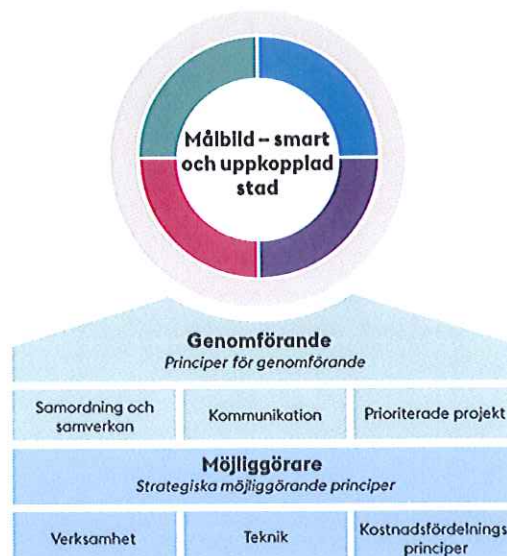 Målbild – smart
och uppkopplad
stad
Genomförande
Principer för genomförande
Samordning och
samverkan
Kommunikation
Prioriterade projekt
Möjliggörare
Strategiska möjliggörande principer
Verksamhet
Teknik
Kostnadsfördelnings
principer